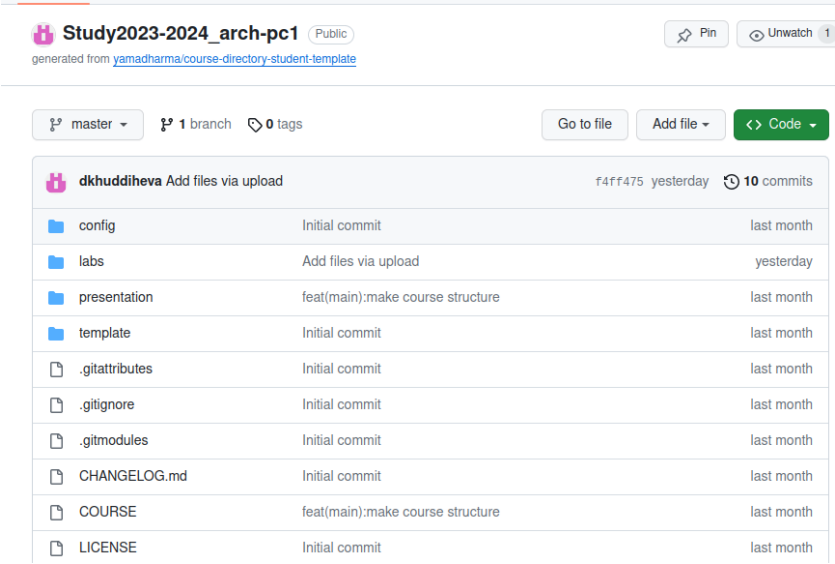 Study2023-2024_arch-pc1 Public Pin Unwatch 1
generated from yamadharma/course-directory-student-template
master 1 branch 0 tags Go to file Add file Code
dkhuddiheva Add files via upload f4ff475 yesterday 10 commits
config Initial commit last month
labs Add files via upload yesterday
presentation feat(main):make course structure last month
template Initial commit last month
.gitattributes Initial commit last month
.gitignore Initial commit last month
.gitmodules Initial commit last month
CHANGELOG.md Initial commit last month
COURSE feat(main):make course structure last month
LICENSE Initial commit last month